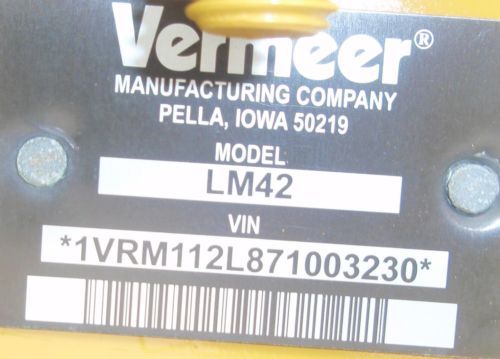 Vermeer®
MANUFACTURING COMPANY
PELLA, IOWA 50219
MODEL
LM42
VIN
*1VRM112L871003230*